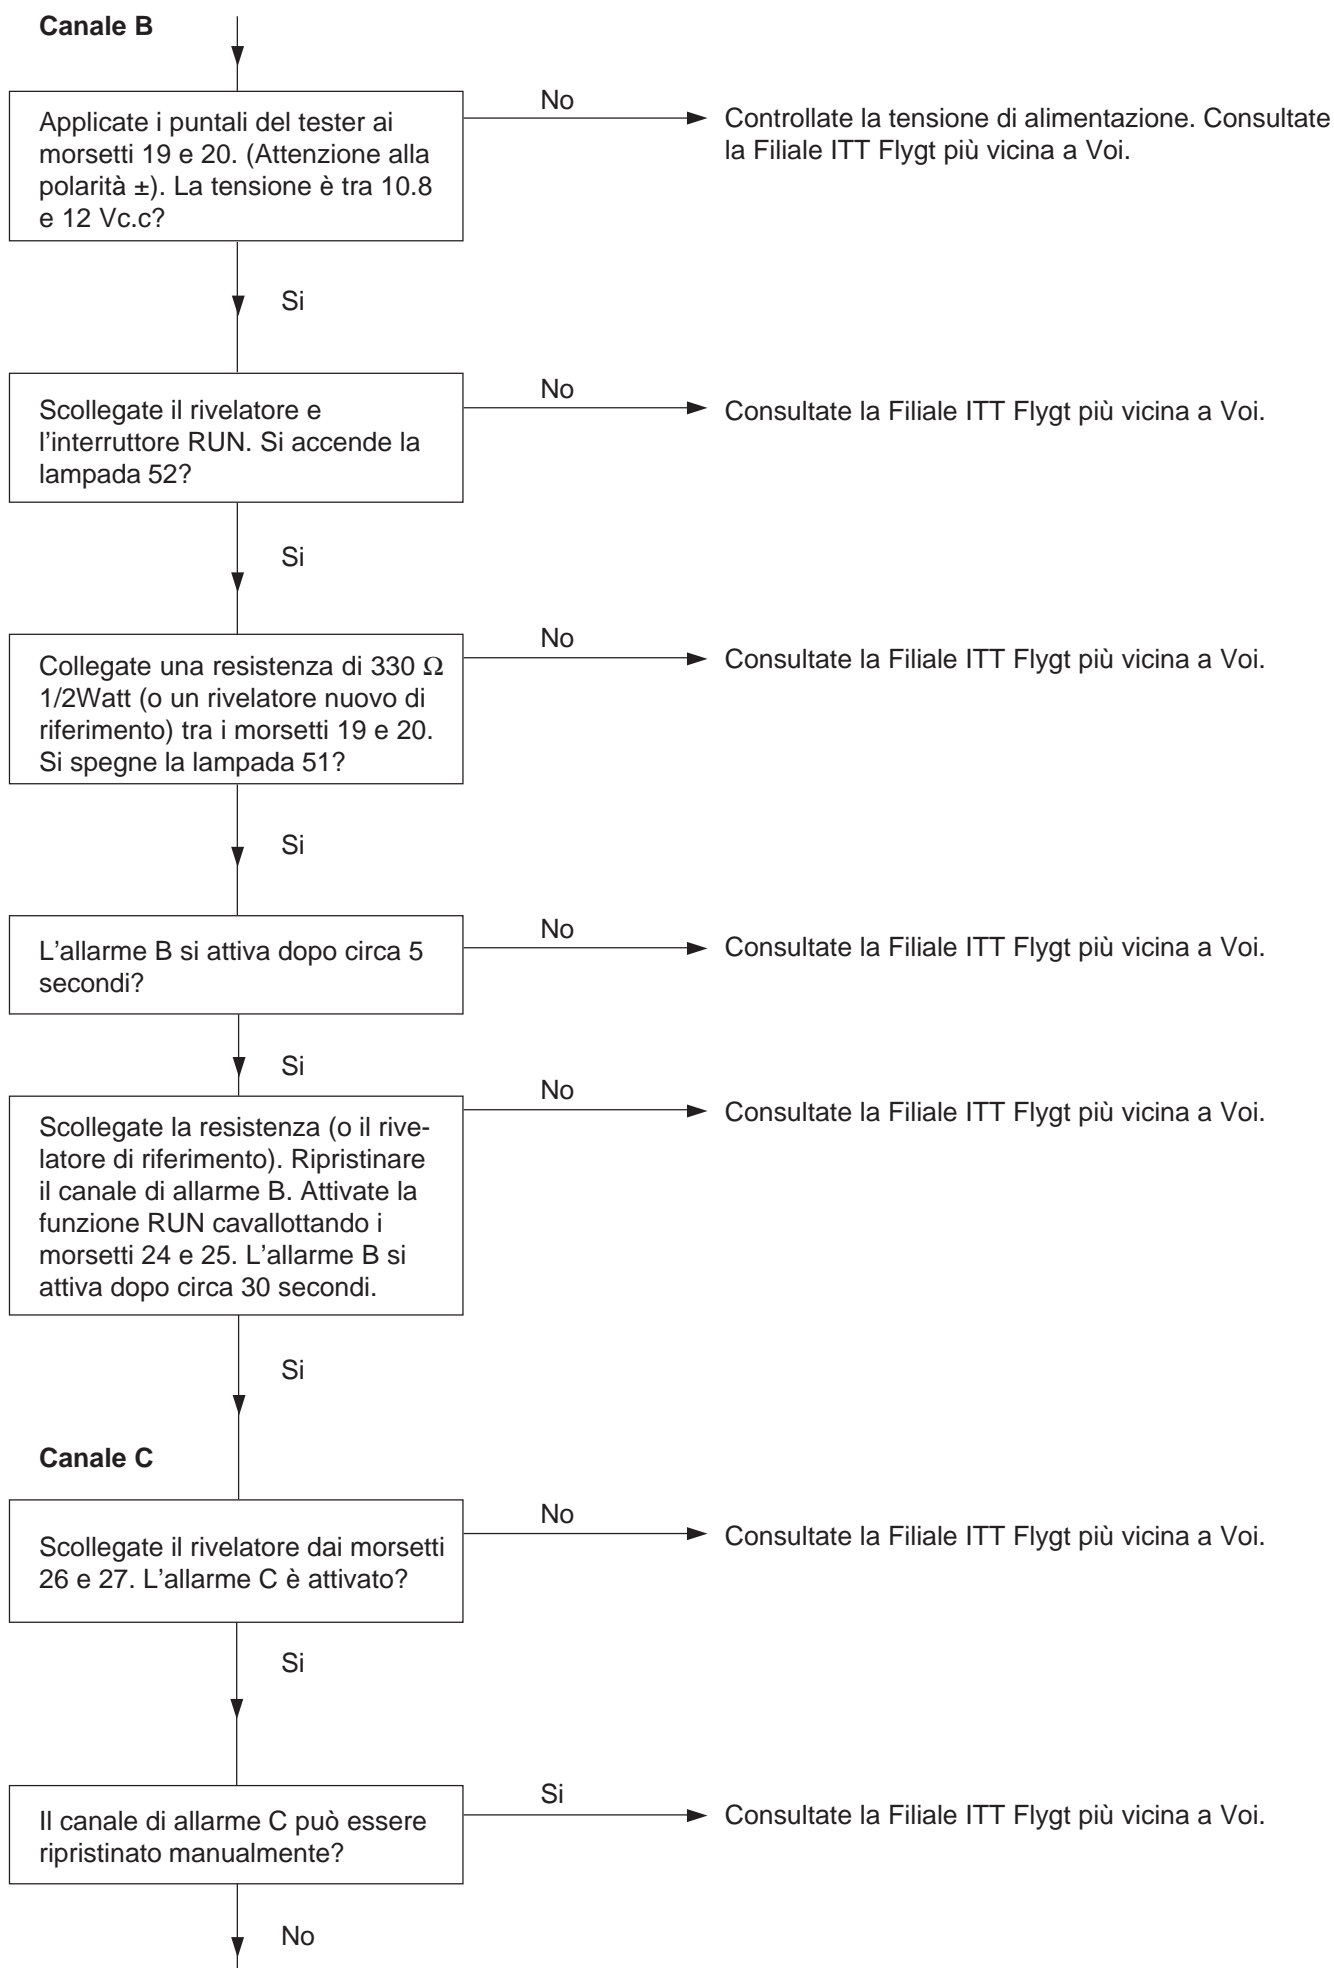 Canale B
Applicate i puntali del tester ai
morsetti 19 e 20. (Attenzione alla
polarità ±). La tensione è tra 10.8
e 12 Vc.c?
No
Controllate la tensione di alimentazione. Consultate
la Filiale ITT Flygt più vicina a Voi.
Si
Scollegate il rivelatore e
l'interruttore RUN. Si accende la
lampada 52?
No
Consultate la Filiale ITT Flygt più vicina a Voi.
Si
Collegate una resistenza di 330 Ω
1/2Watt (o un rivelatore nuovo di
riferimento) tra i morsetti 19 e 20.
Si spegne la lampada 51?
No
Consultate la Filiale ITT Flygt più vicina a Voi.
Si
L'allarme B si attiva dopo circa 5
secondi?
No
Consultate la Filiale ITT Flygt più vicina a Voi.
Si
Scollegate la resistenza (o il rive-
latore di riferimento). Ripristinare
il canale di allarme B. Attivate la
funzione RUN cavallottando i
morsetti 24 e 25. L'allarme B si
attiva dopo circa 30 secondi.
No
Consultate la Filiale ITT Flygt più vicina a Voi.
Si
Canale C
Scollegate il rivelatore dai morsetti
26 e 27. L'allarme C è attivato?
No
Consultate la Filiale ITT Flygt più vicina a Voi.
Si
Il canale di allarme C può essere
ripristinato manualmente?
Si
Consultate la Filiale ITT Flygt più vicina a Voi.
No